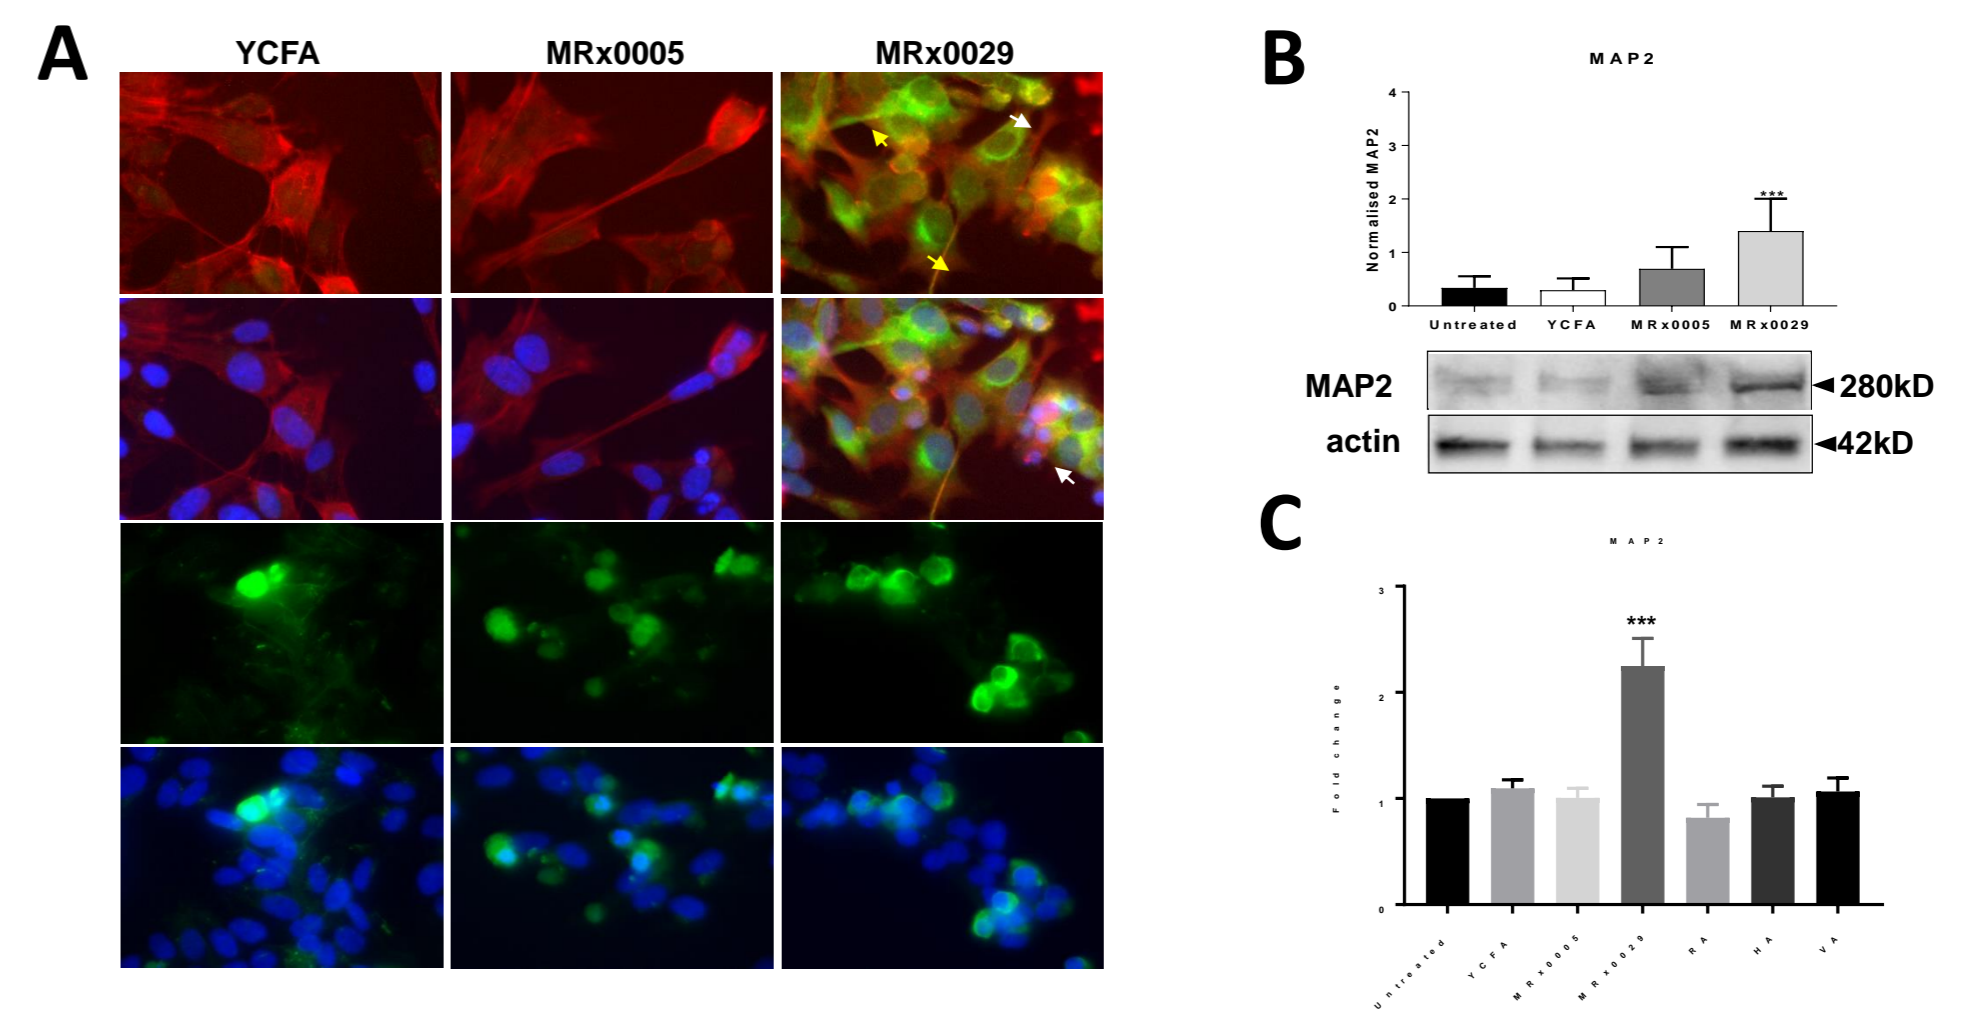 A
YCFA MRx0005 MRx0029
B
MAP2
Normalised MAP2
4
3
2
1
0
***
Untreated YCFA MRx0005 MRx0029
MAP2 280kD
actin 42kD
C
MAP2
Fold change
3
2
1
0
***
Untreated YCFA MRx0005 MRx0029 RA HA VA